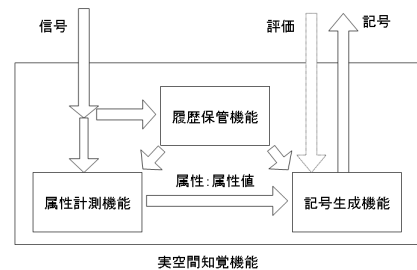 信号
評価
記号
履歴保管機能
属性：属性値
属性計測機能
記号生成機能
実空間知覚機能